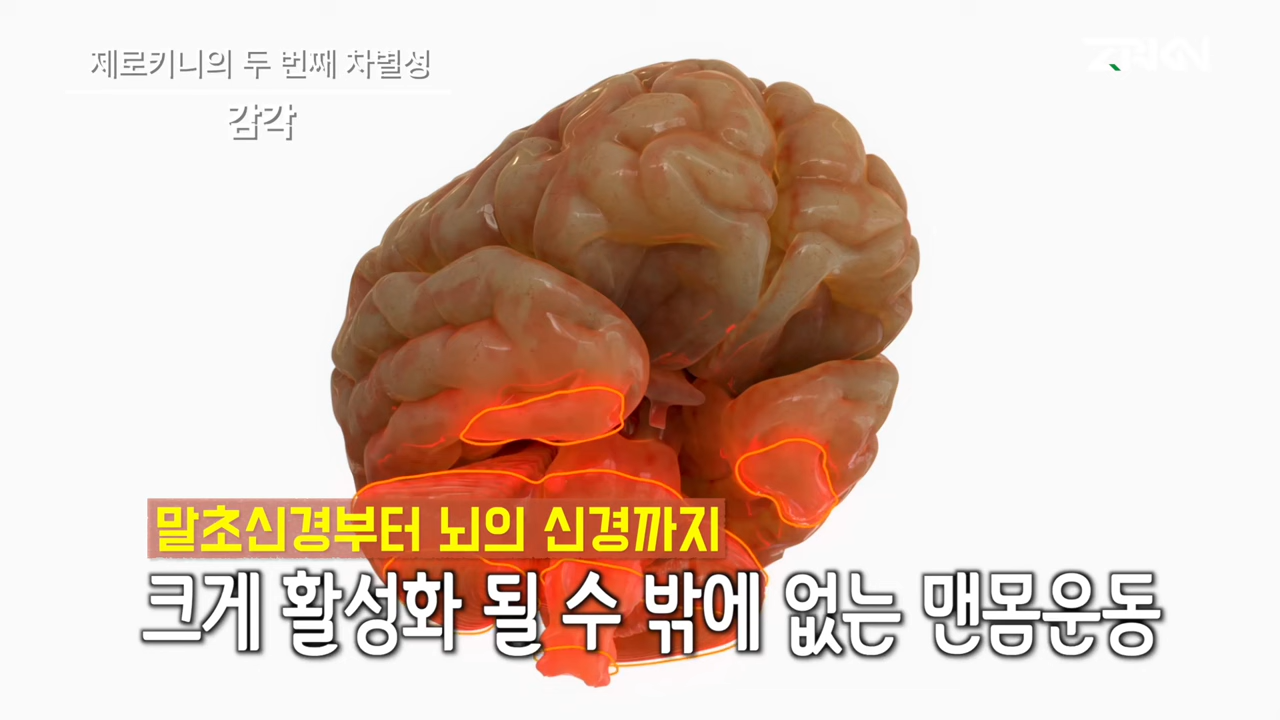 제로키니의 두 번째 차별성
감각
말초신경부터 뇌의 신경까지
크게 활성화 될 수 밖에 없는 맨몸운동